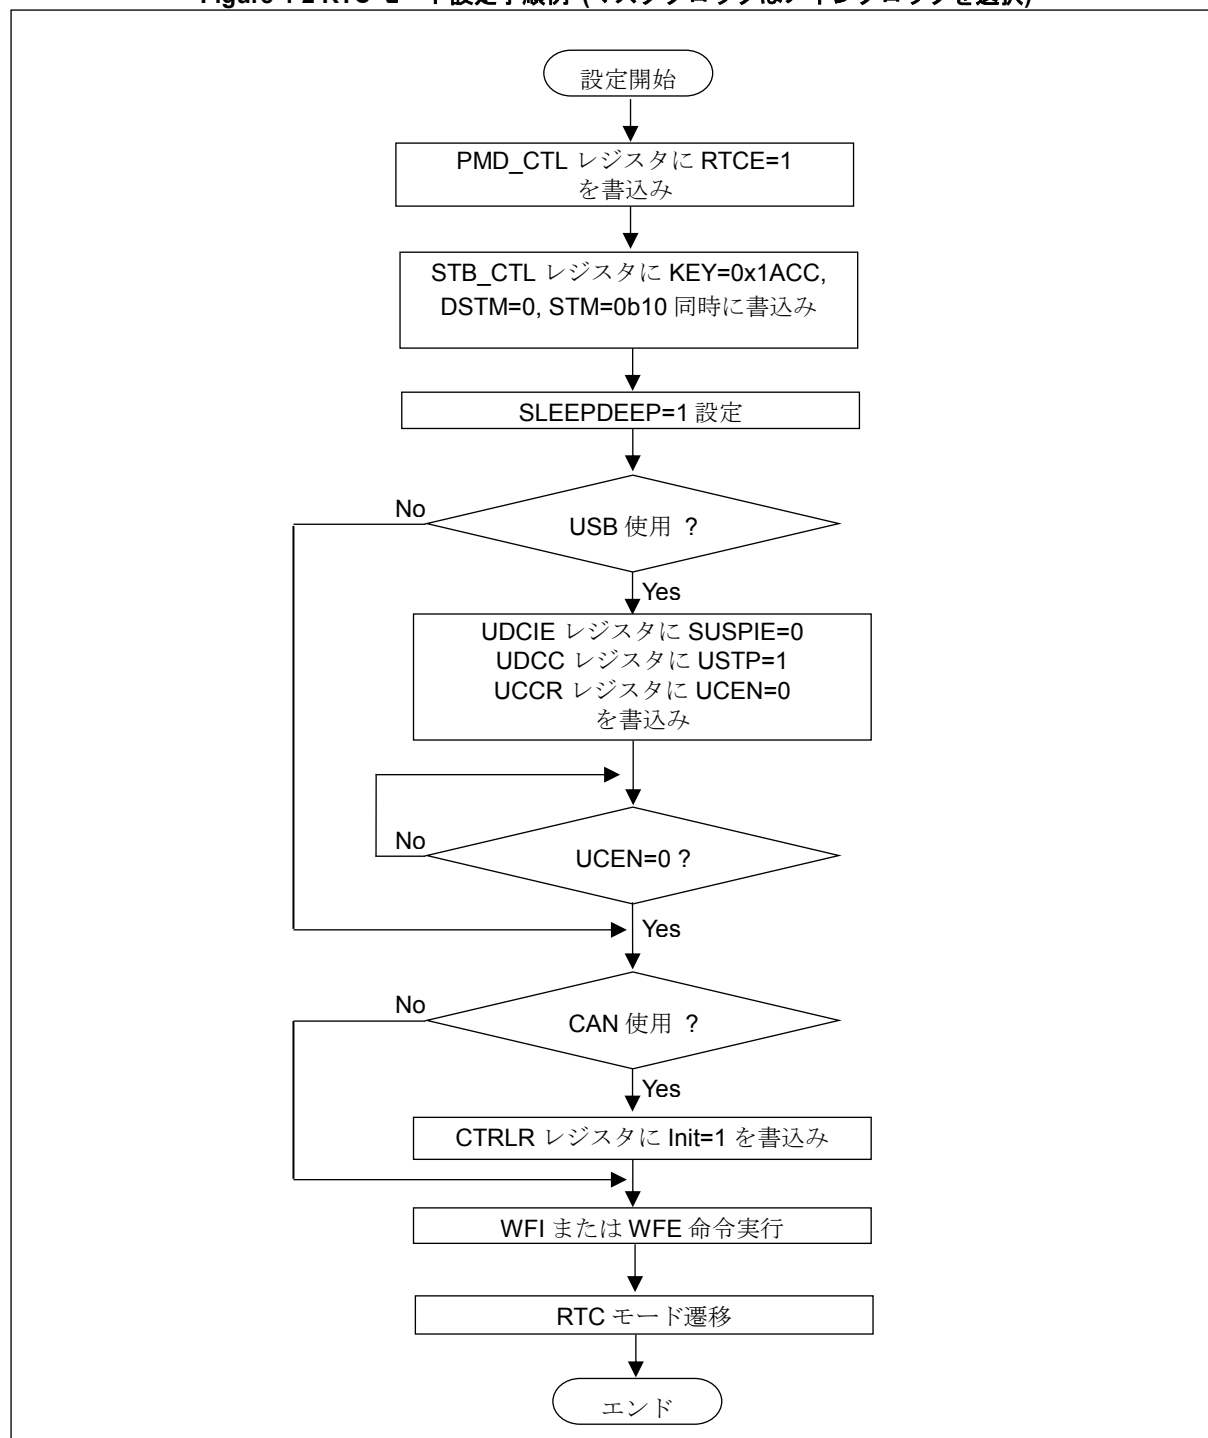 設定開始
PMD_CTL レジスタに RTCE=1
を書込み
STB_CTL レジスタに KEY=0x1ACC,
DSTM=0, STM=0b10 同時に書込み
SLEEPDEEP=1 設定
No
USB 使用 ?
Yes
UDCIE レジスタに SUSPIE=0
UDCC レジスタに USTP=1
UCCR レジスタに UCEN=0
を書込み
No
UCEN=0 ?
Yes
No
CAN 使用 ?
Yes
CTRLR レジスタに Init=1 を書込み
WFI または WFE 命令実行
RTC モード遷移
エンド